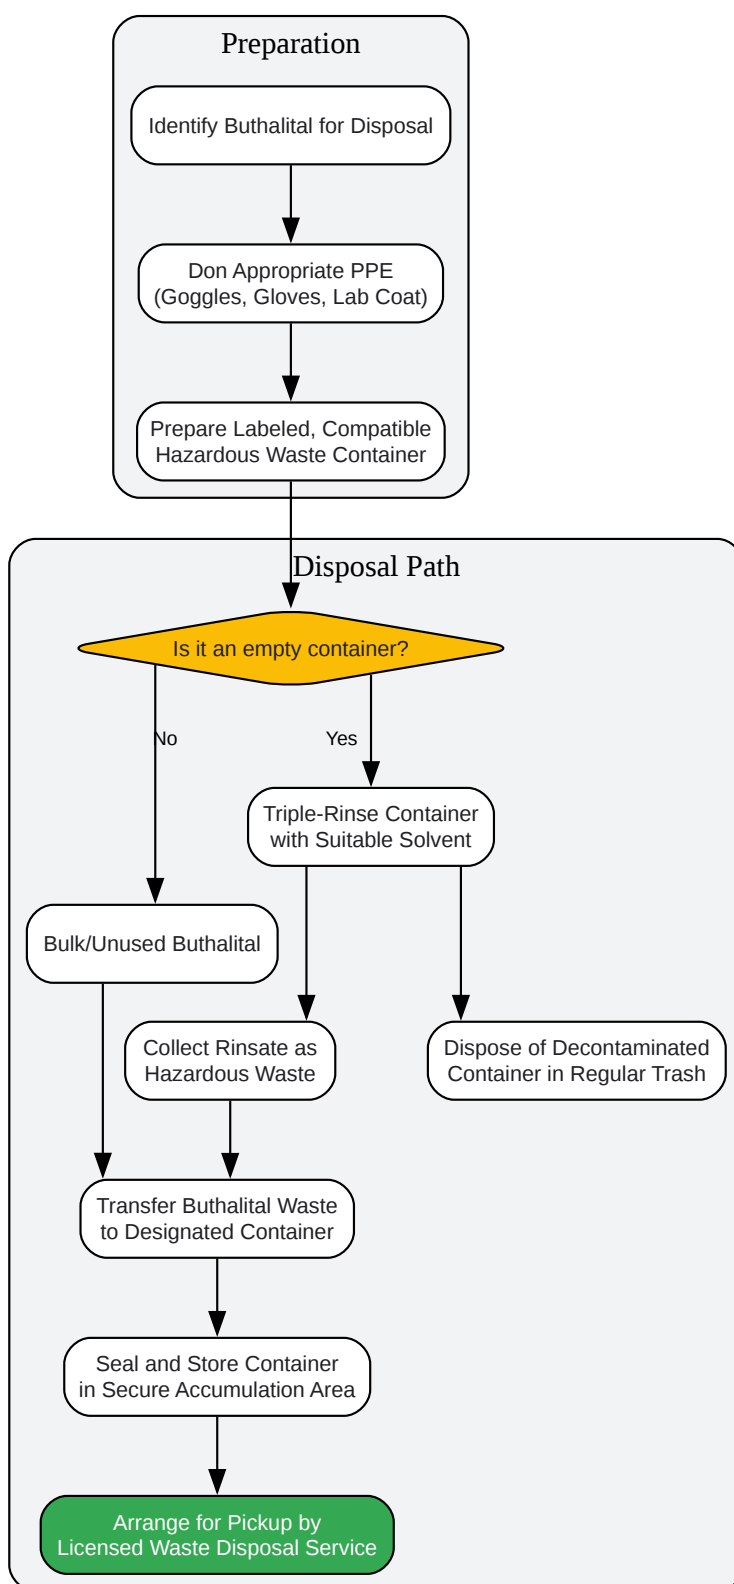 Preparation
Identify Buthalital for Disposal
Don Appropriate PPE
(Goggles, Gloves, Lab Coat)
Prepare Labeled, Compatible
Hazardous Waste Container
Disposal Path
Is it an empty container?
No
Yes
Triple-Rinse Container
with Suitable Solvent
Bulk/Unused Buthalital
Collect Rinsate as
Hazardous Waste
Dispose of Decontaminated
Container in Regular Trash
Transfer Buthalital Waste
to Designated Container
Seal and Store Container
in Secure Accumulation Area
Arrange for Pickup by
Licensed Waste Disposal Service